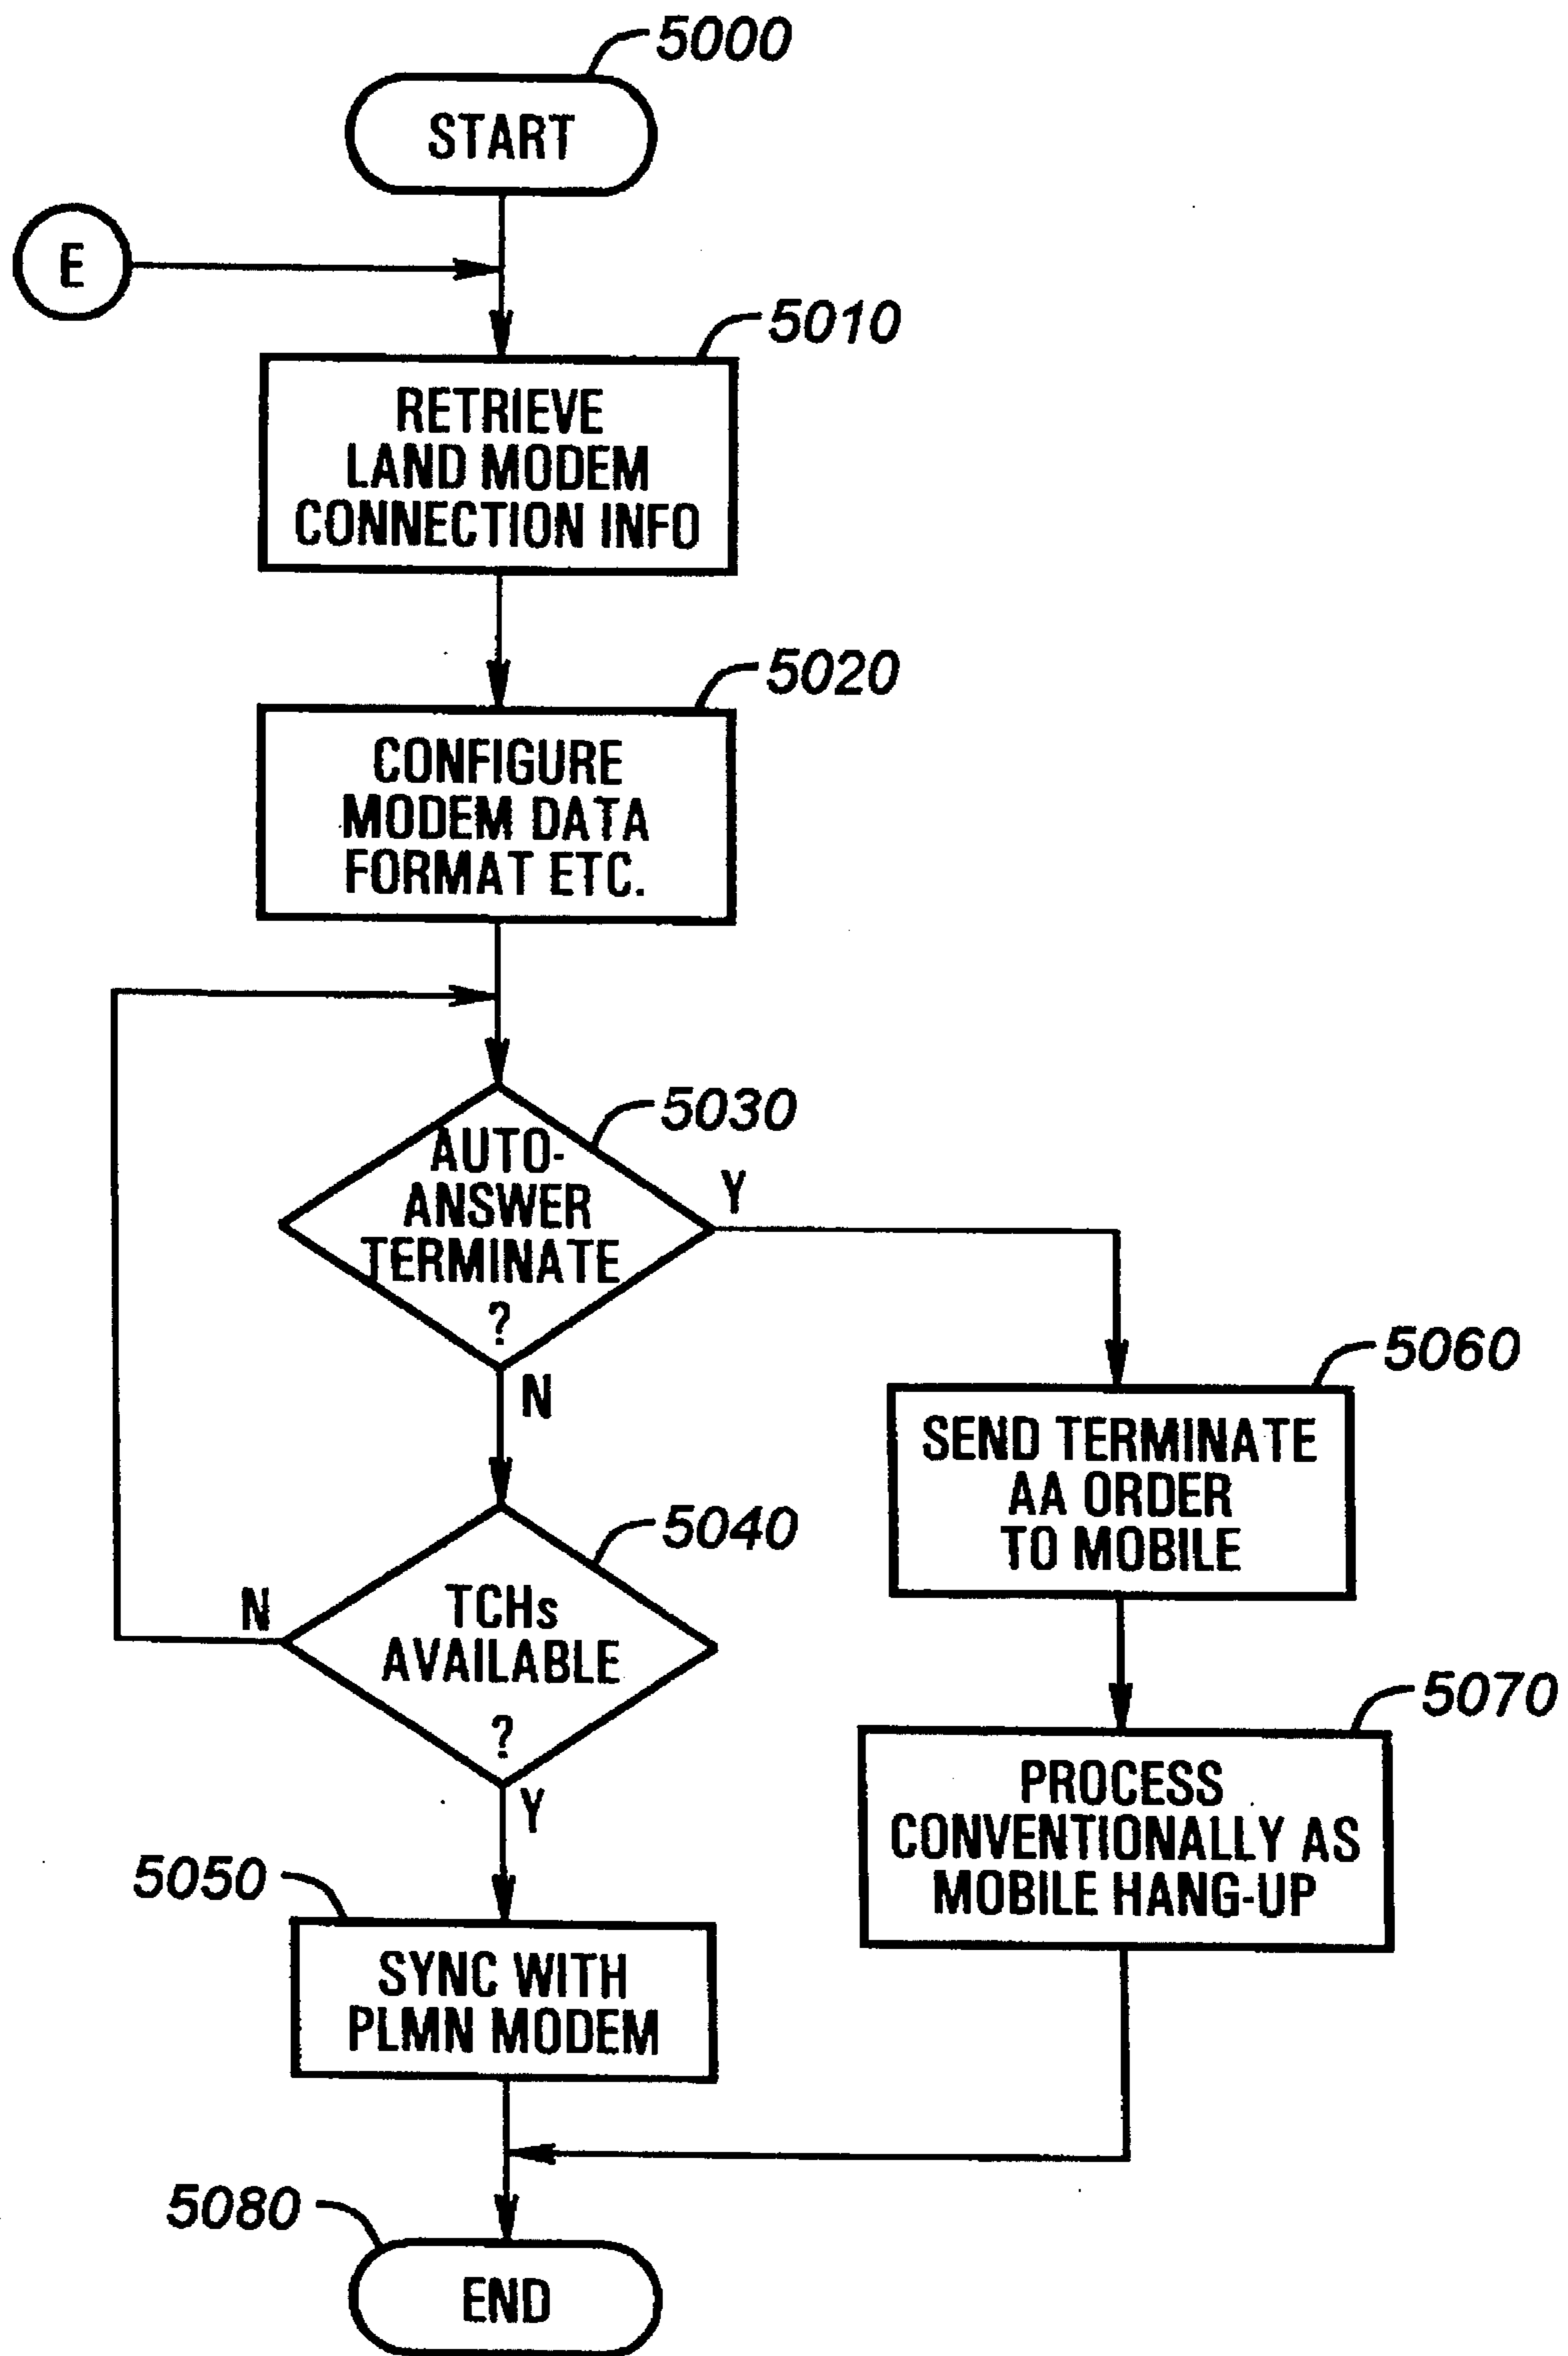 5000
START
E
5010
RETRIEVE
LAND MODEM
CONNECTION INFO
5020
CONFIGURE
MODEM DATA
FORMAT ETC.
5030
AUTO-
ANSWER
TERMINATE
?
Y
N
5060
SEND TERMINATE
AA ORDER
TO MOBILE
5040
TCHs
AVAILABLE
?
N
Y
5070
PROCESS
CONVENTIONALLY AS
MOBILE HANG-UP
5050
SYNC WITH
PLMN MODEM
5080
END